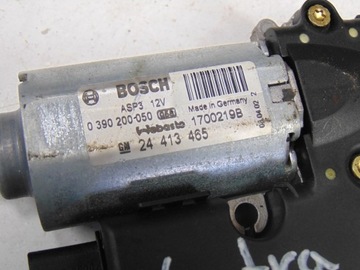 BOSCH
ASP3 12V
Made in Germany
0 390 200-050
Webasto 1700219B
GM 24 413 465